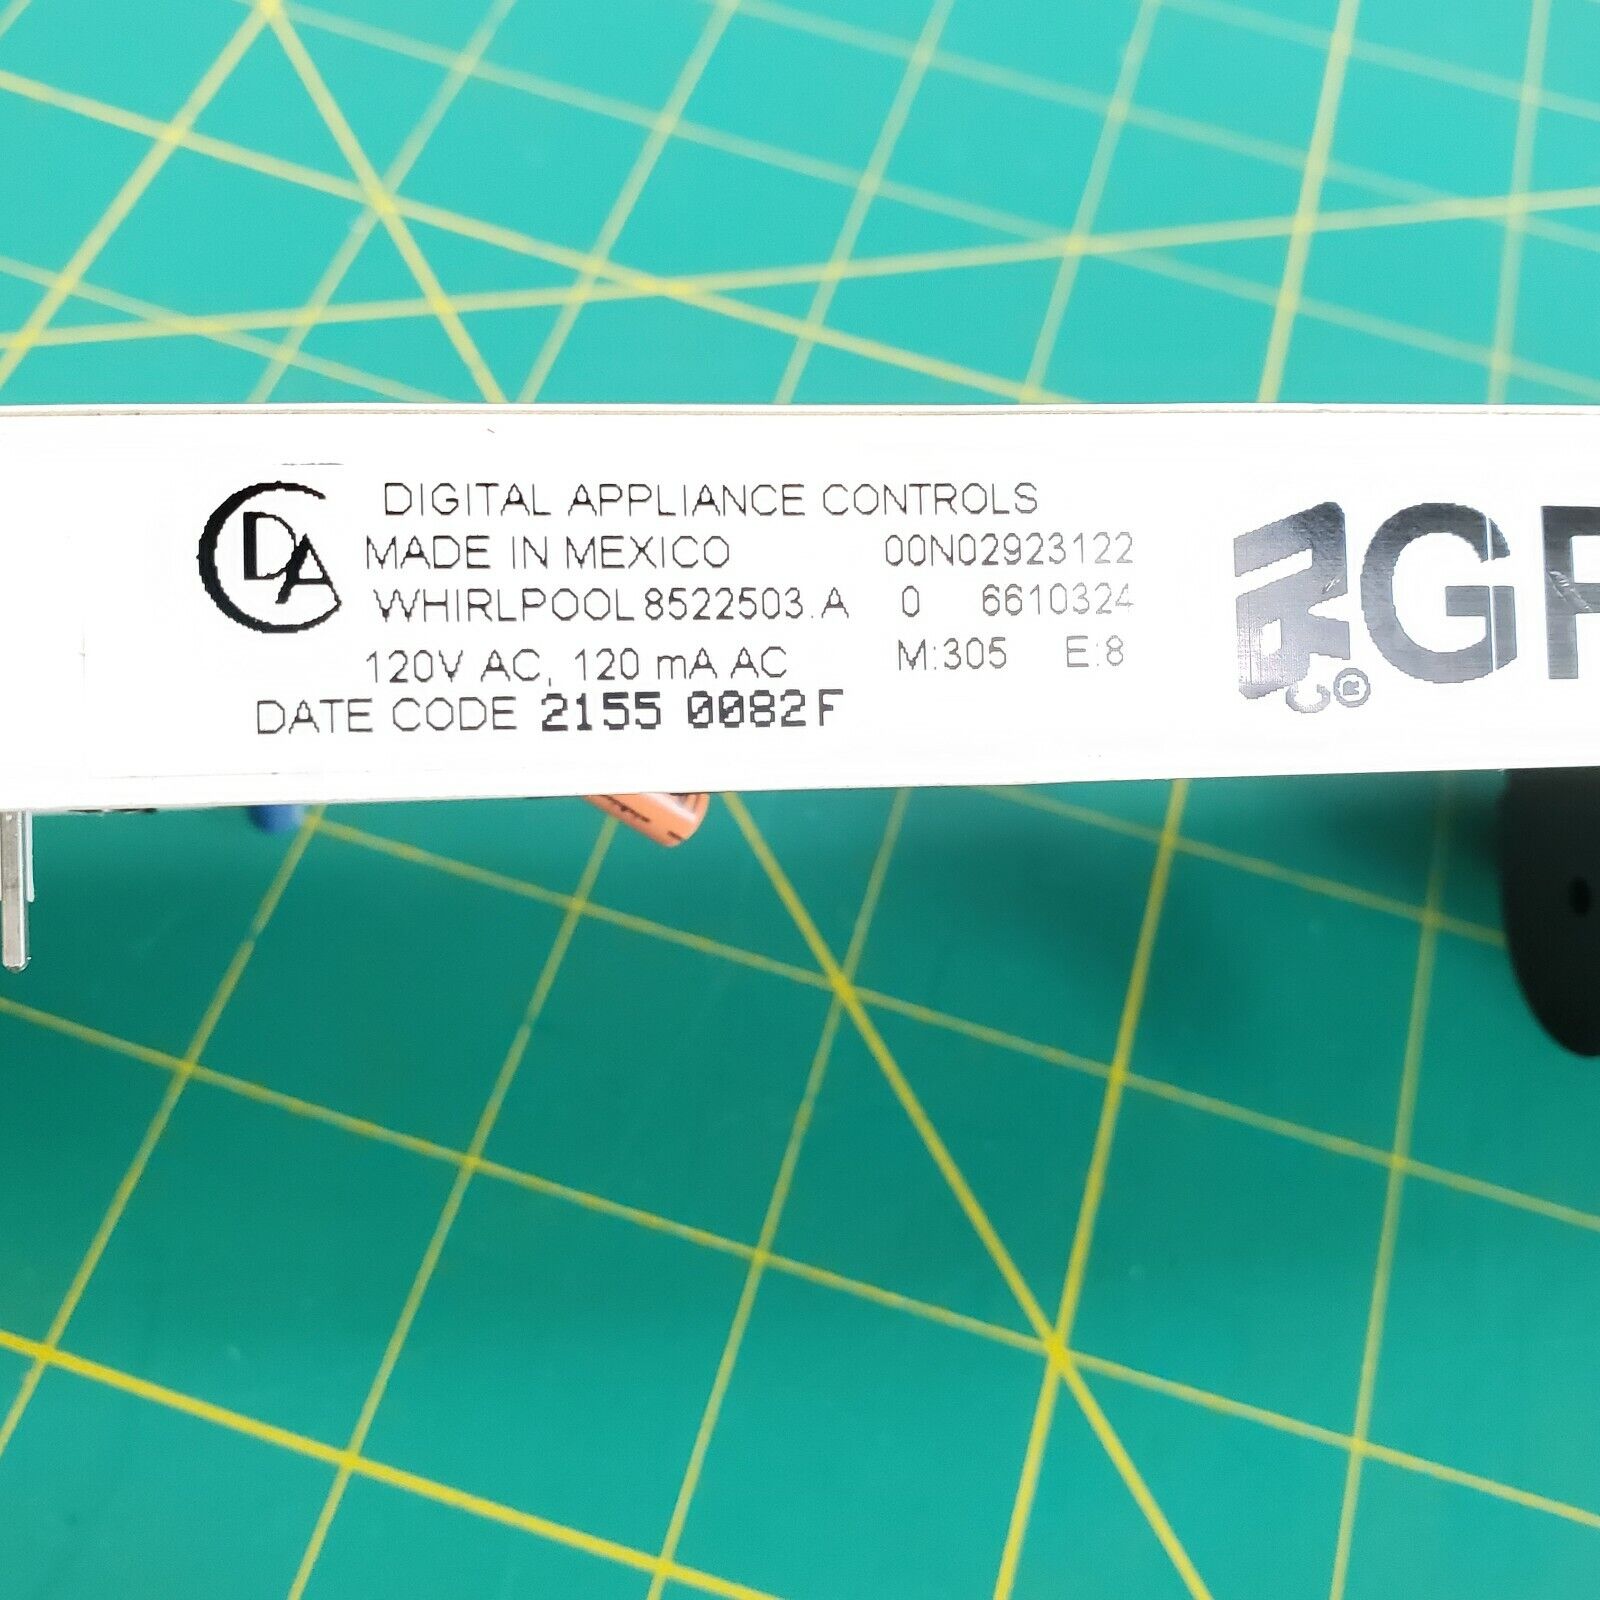 DA
DIGITAL APPLIANCE CONTROLS
MADE IN MEXICO 00N02923122
WHIRLPOOL 8522503.A 0 6610324
120V AC, 120 mA AC M:305 E:8
DATE CODE 2155 0082F